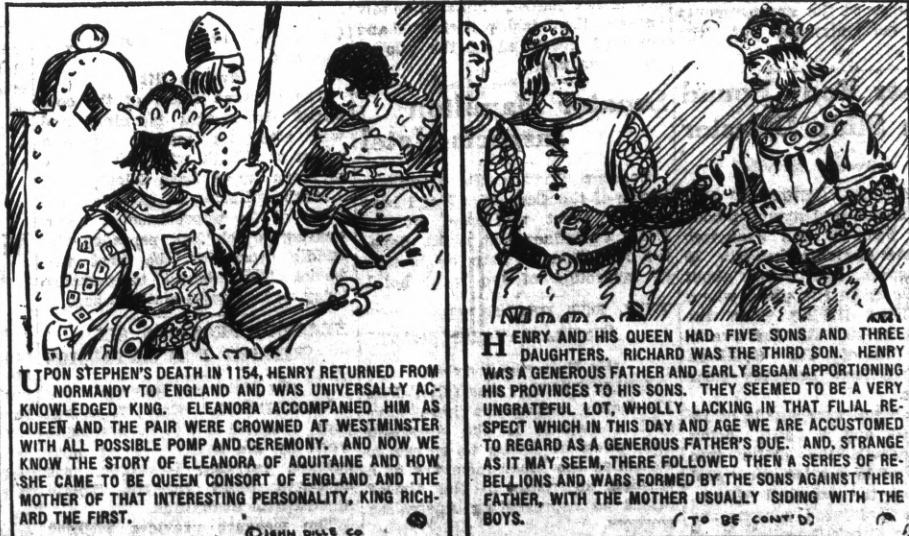 UPON STEPHEN'S DEATH IN 1154, HENRY RETURNED FROM
NORMANDY TO ENGLAND AND WAS UNIVERSALLY AC-
KNOWLEDGED KING. ELEANORA ACCOMPANIED HIM AS
QUEEN AND THE PAIR WERE CROWNED AT WESTMINSTER
WITH ALL POSSIBLE POMP AND CEREMONY. AND NOW WE
KNOW THE STORY OF ELEANORA OF AQUITAINE AND HOW
SHE CAME TO BE QUEEN CONSORT OF ENGLAND AND THE
MOTHER OF THAT INTERESTING PERSONALITY, KING RICH-
ARD THE FIRST.
© JOHN DILLE CO
HENRY AND HIS QUEEN HAD FIVE SONS AND THREE
DAUGHTERS. RICHARD WAS THE THIRD SON. HENRY
WAS A GENEROUS FATHER AND EARLY BEGAN APPORTIONING
HIS PROVINCES TO HIS SONS. THEY SEEMED TO BE A VERY
UNGRATEFUL LOT, WHOLLY LACKING IN THAT FILIAL RE-
SPECT WHICH IN THIS DAY AND AGE WE ARE ACCUSTOMED
TO REGARD AS A GENEROUS FATHER'S DUE. AND, STRANGE
AS IT MAY SEEM, THERE FOLLOWED THEN A SERIES OF RE-
BELLIONS AND WARS FORMED BY THE SONS AGAINST THEIR
FATHER, WITH THE MOTHER USUALLY SIDING WITH THE
BOYS. (TO BE CONT'D)